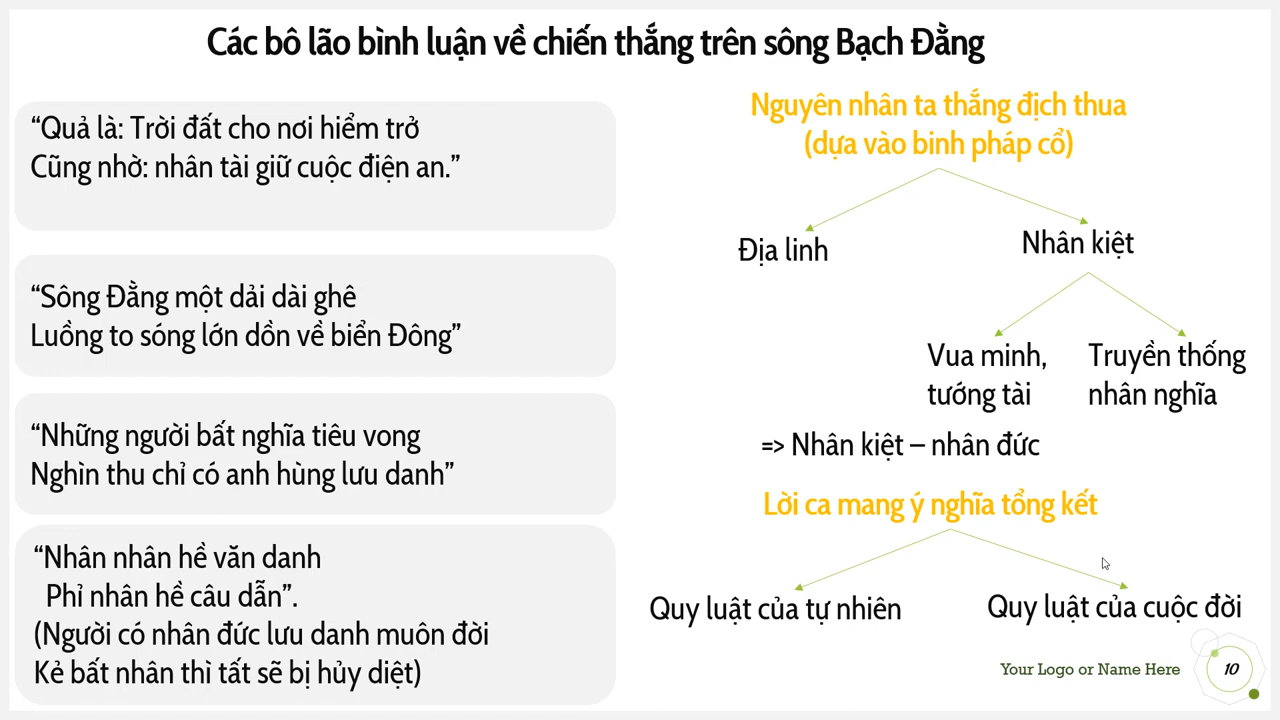 Các bô lão bình luận về chiến thắng trên sông Bạch Đằng
“Quả là: Trời đất cho nơi hiểm trở
Cũng nhờ: nhân tài giữ cuộc điện an.”
“Sông Đằng một dải dài ghê
Luồng to sóng lớn dồn về biển Đông”
“Những người bất nghĩa tiêu vong
Nghìn thu chỉ có anh hùng lưu danh”
“Nhân nhân hề văn danh
Phỉ nhân hề câu dẫn”.
(Người có nhân đức lưu danh muôn đời
Kẻ bất nhân thì tất sẽ bị hủy diệt)
Nguyên nhân ta thắng địch thua
(dựa vào binh pháp cổ)
Địa linh
Nhân kiệt
Vua minh,
tướng tài
Truyền thống
nhân nghĩa
=> Nhân kiệt – nhân đức
Lời ca mang ý nghĩa tổng kết
Quy luật của tự nhiên
Quy luật của cuộc đời
Your Logo or Name Here
10